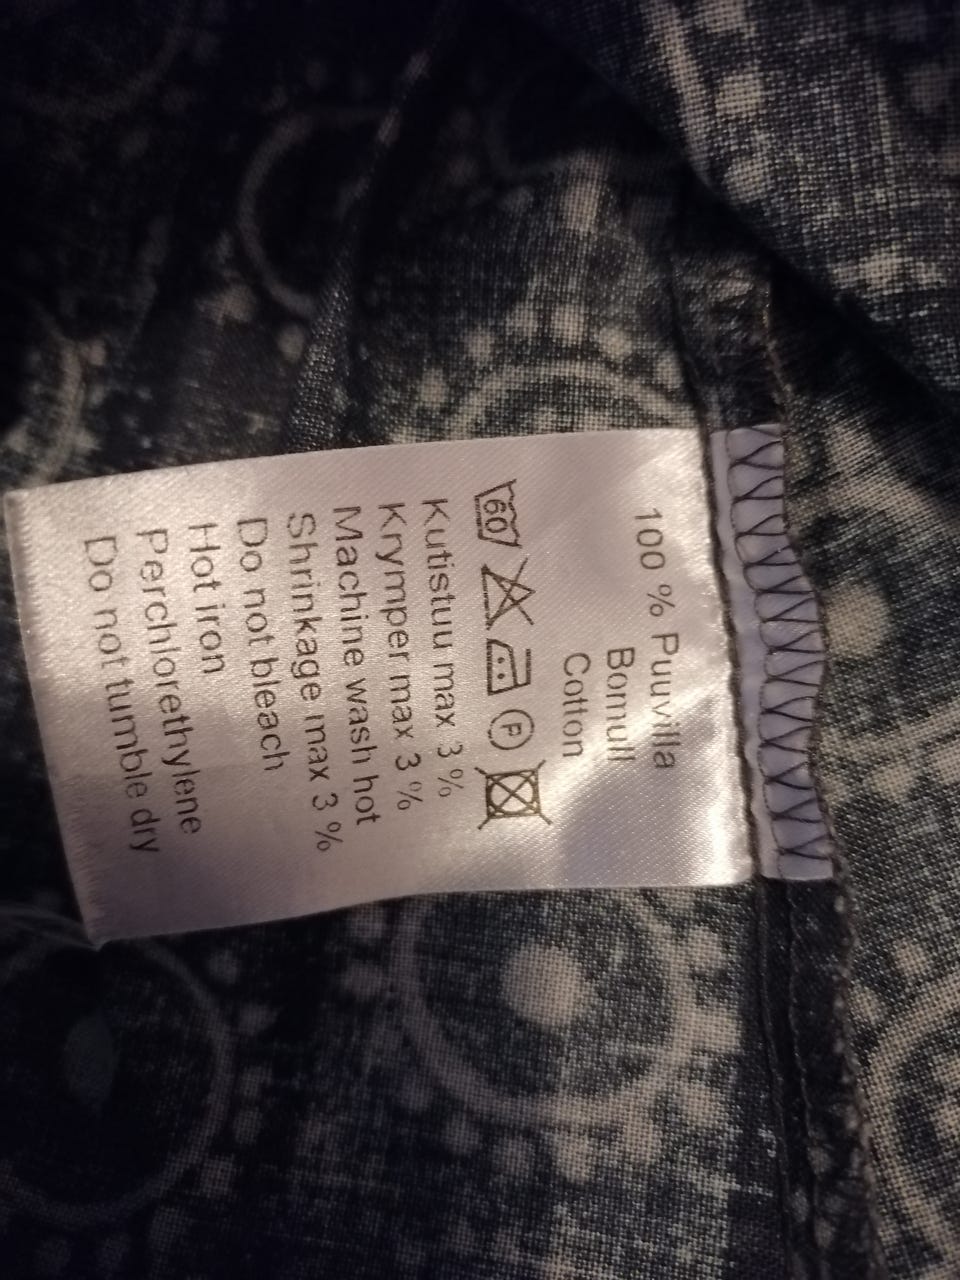 100 % Puuvilla
Bomull
Cotton
60 P
Kutistuu max 3 %
Krymper max 3 %
Machine wash hot
Shrinkage max 3 %
Do not bleach
Hot iron
Perchlorethylene
Do not tumble dry